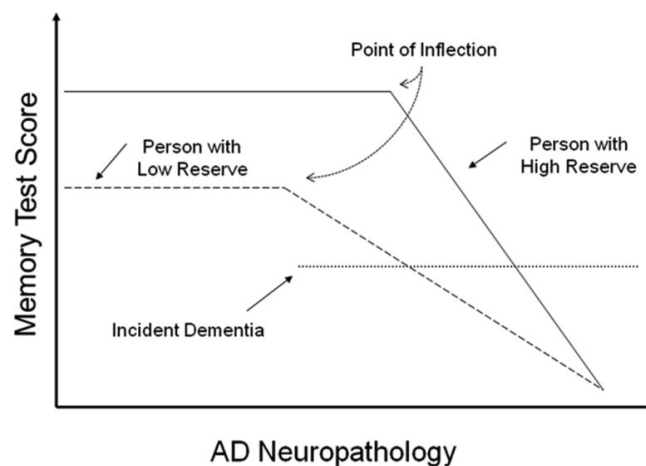 Point of Inflection
Person with
Low Reserve
Person with
High Reserve
Incident Dementia
Memory Test Score
AD Neuropathology